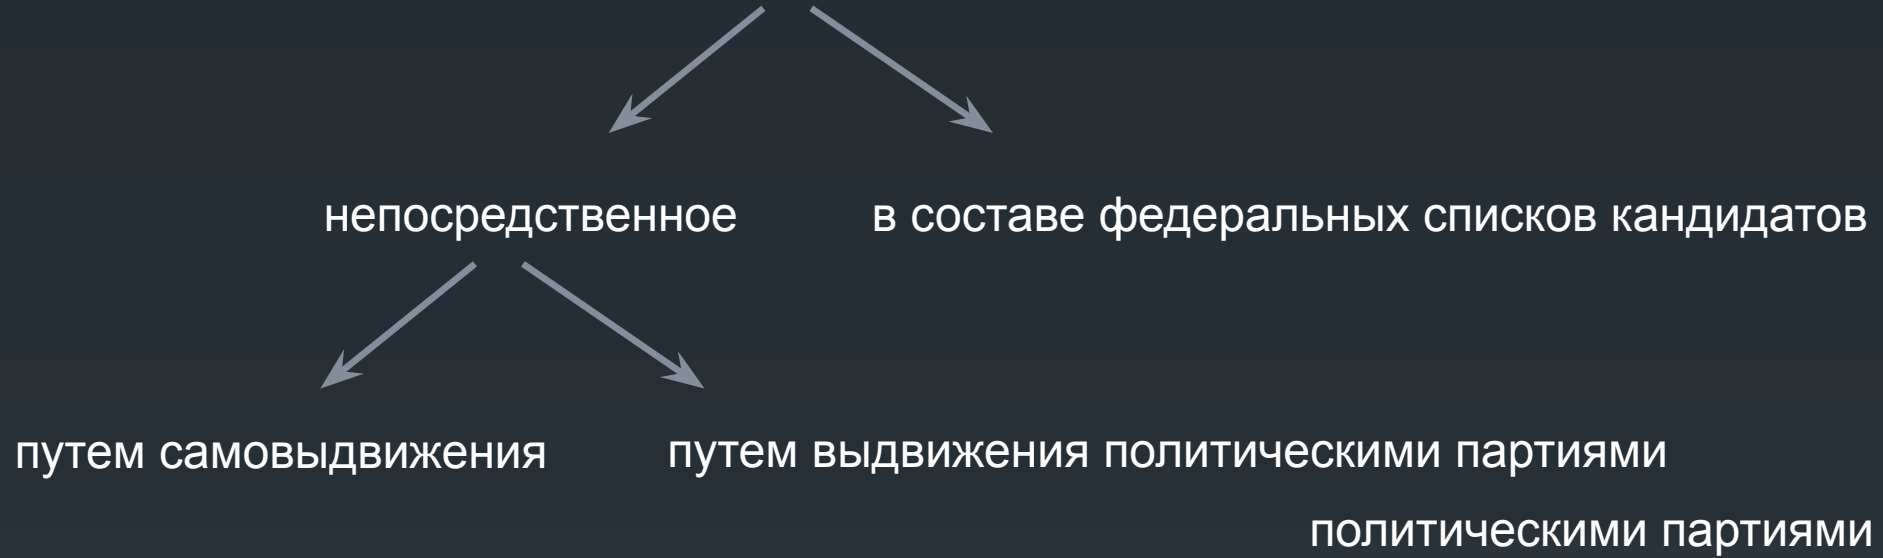 непосредственное
в составе федеральных списков кандидатов
путем самовыдвижения
путем выдвижения политическими партиями
политическими партиями